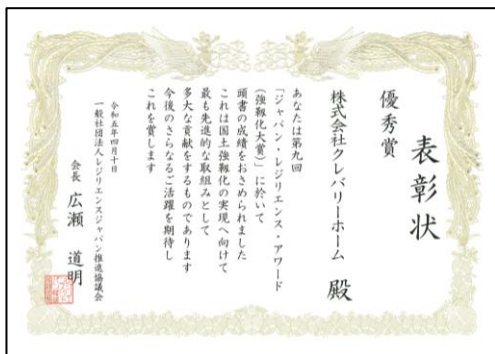 表彰状
優秀賞
株式会社クレバリーホーム 殿
あなたは第九回
「ジャパン・レジリエンス・アワード
(強靱化大賞)」に於いて
頭書の成績をおさめられました
これは国土強靱化の実現へ向けて
最も先進的な取組みとして
多大な貢献をするものであります
今後のさらなるご活躍を期待し
これを賞します
令和五年四月十日
一般社団法人レジリエンスジャパン推進協議会
会長 広瀬 道明